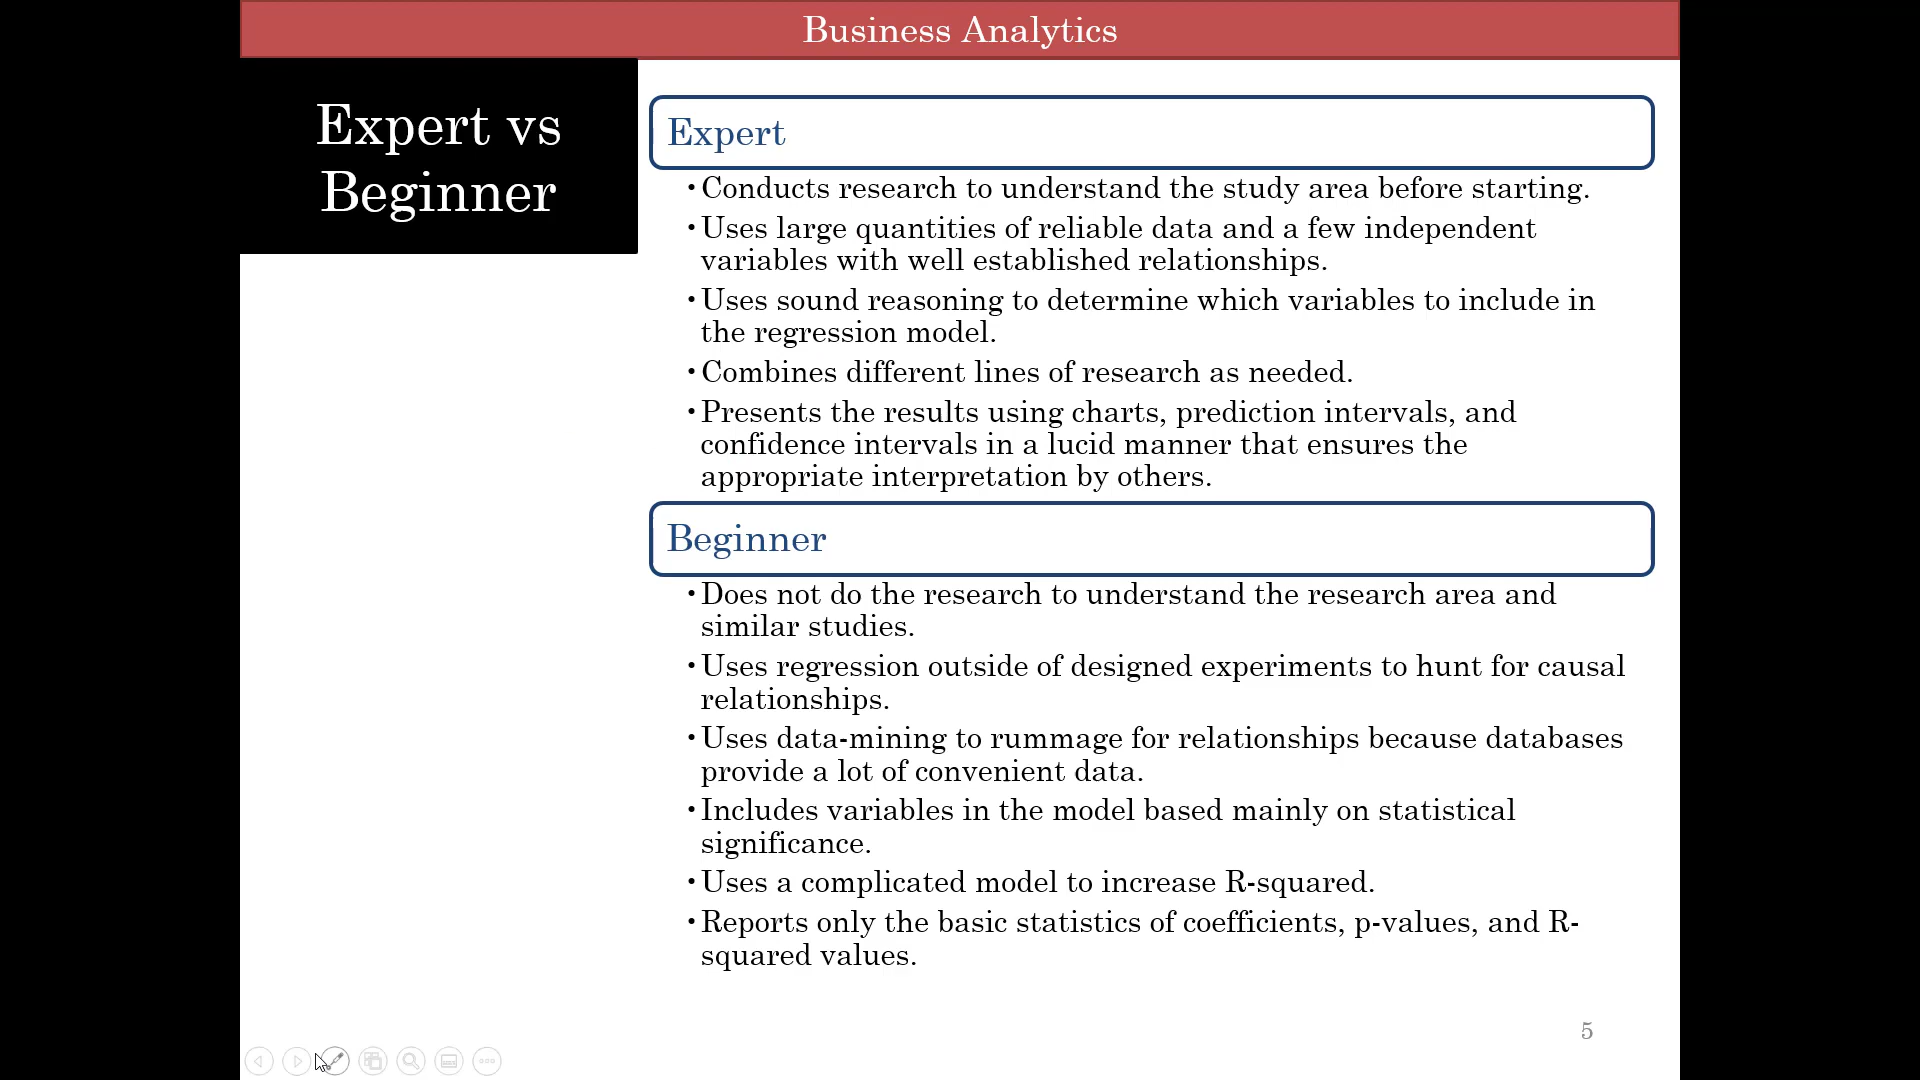 Business Analytics
Expert vs
Beginner
Expert
•Conducts research to understand the study area before starting.
•Uses large quantities of reliable data and a few independent
variables with well established relationships.
•Uses sound reasoning to determine which variables to include in
the regression model.
•Combines different lines of research as needed.
•Presents the results using charts, prediction intervals, and
confidence intervals in a lucid manner that ensures the
appropriate interpretation by others.
Beginner
•Does not do the research to understand the research area and
similar studies.
•Uses regression outside of designed experiments to hunt for causal
relationships.
•Uses data-mining to rummage for relationships because databases
provide a lot of convenient data.
•Includes variables in the model based mainly on statistical
significance.
•Uses a complicated model to increase R-squared.
•Reports only the basic statistics of coefficients, p-values, and R-
squared values.
5